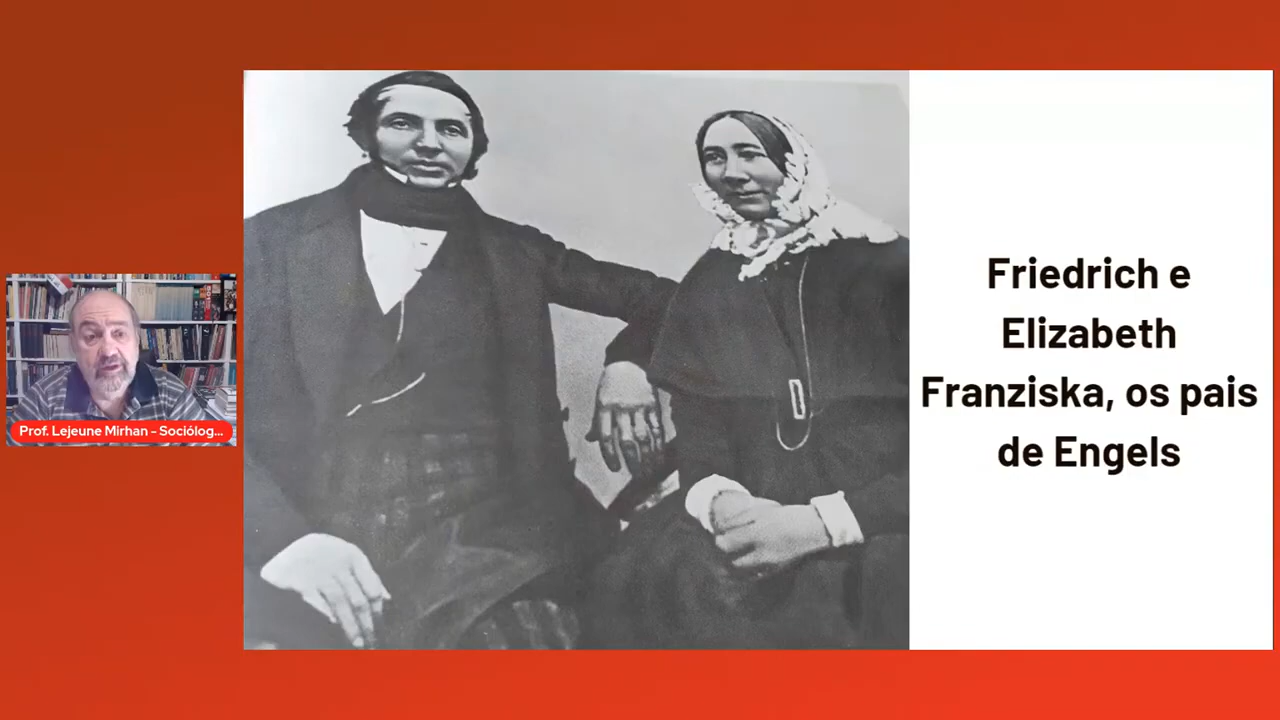 Prof. Lejeune Mirhan - Sociólog...
Friedrich e
Elizabeth
Franziska, os pais
de Engels